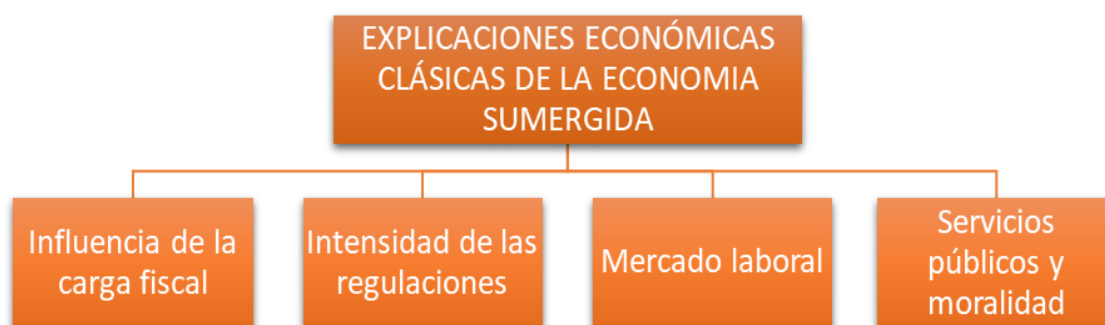 EXPLICACIONES ECONÓMICAS
CLÁSICAS DE LA ECONOMIA
SUMERGIDA
Influencia de la
carga fiscal
Intensidad de las
regulaciones
Mercado laboral
Servicios
públicos y
moralidad